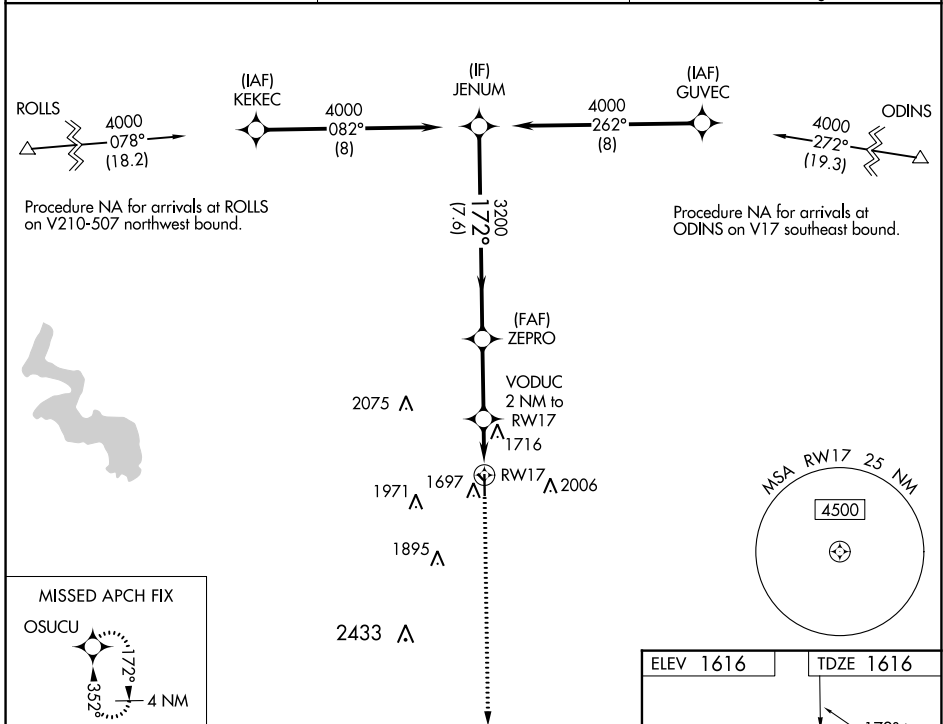 (IAF)
KEKEC
(IF)
JENUM
(IAF)
GUVEC
ROLLS
4000
078°
(18.2)
4000
082°
(8)
4000
262°
(8)
4000
272°
(19.3)
ODINS
Procedure NA for arrivals at ROLLS
on V210-507 northwest bound.
Procedure NA for arrivals at
ODINS on V17 southeast bound.
3200
172°
(7.6)
(FAF)
ZEPRO
VODUC
2 NM to
RW17
2075
1716
RW17
1697
2006
1971
1895
2433
MSA RW17 25 NM
4500
MISSED APCH FIX
OSUCU
172°
352°
4 NM
ELEV 1616
TDZE 1616